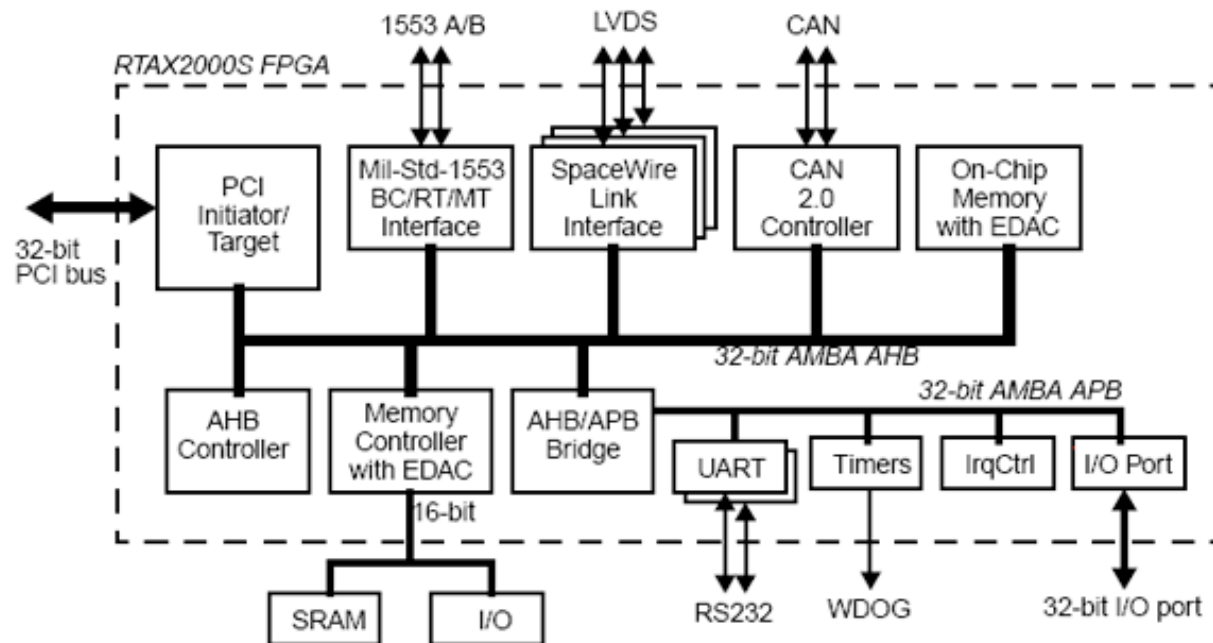 1553 A/B
LVDS
CAN
RTAX2000S FPGA
PCI
Initiator/
Target
Mil-Std-1553
BC/RT/MT
Interface
SpaceWire
Link
Interface
CAN
2.0
Controller
On-Chip
Memory
with EDAC
32-bit
PCI bus
32-bit AMBA AHB
32-bit AMBA APB
AHB
Controller
Memory
Controller
with EDAC
AHB/APB
Bridge
UART
Timers
IrqCtrl
I/O Port
16-bit
SRAM
I/O
RS232
WDOG
32-bit I/O port